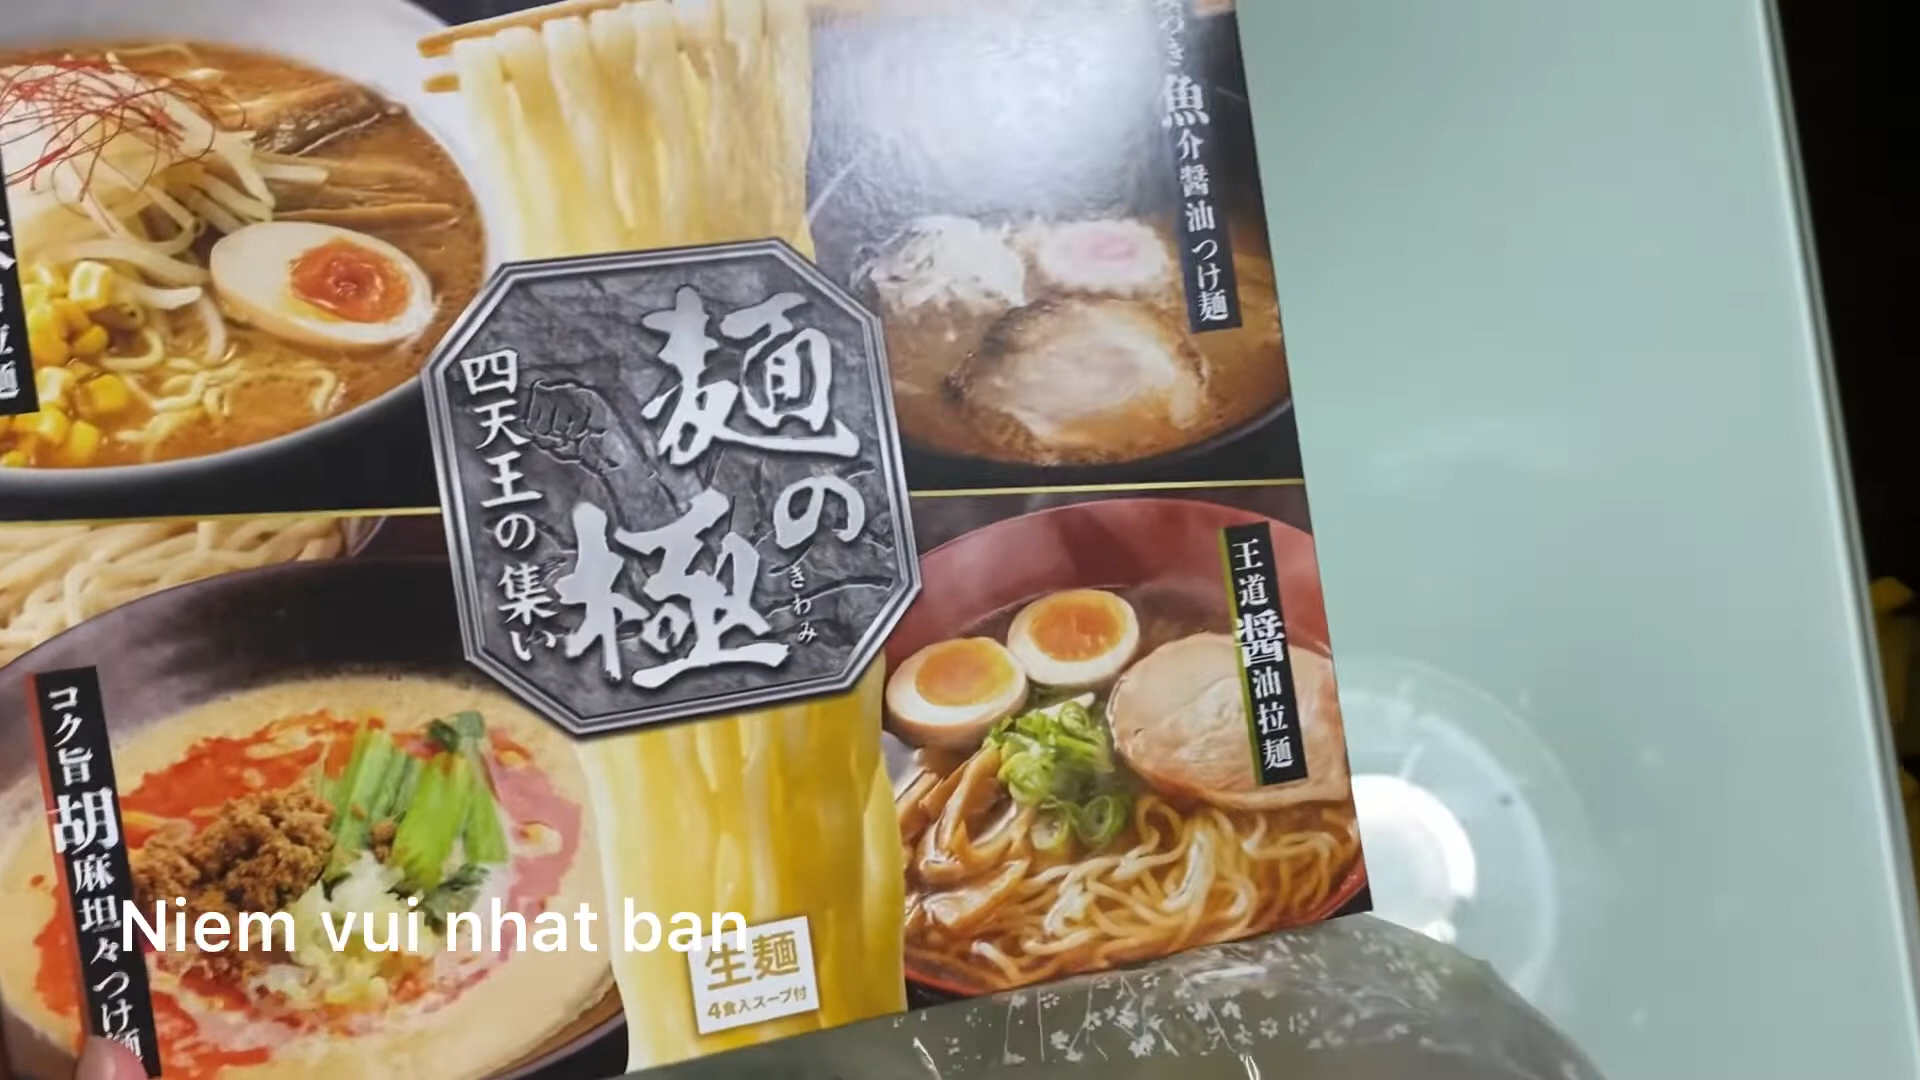 魚介醤油つけ麺
麺の極
きわみ
四天王の集い
王道醤油拉麺
コク旨胡麻坦々つけ麺
Niem vui nhat ban
生麺
4食入スープ付